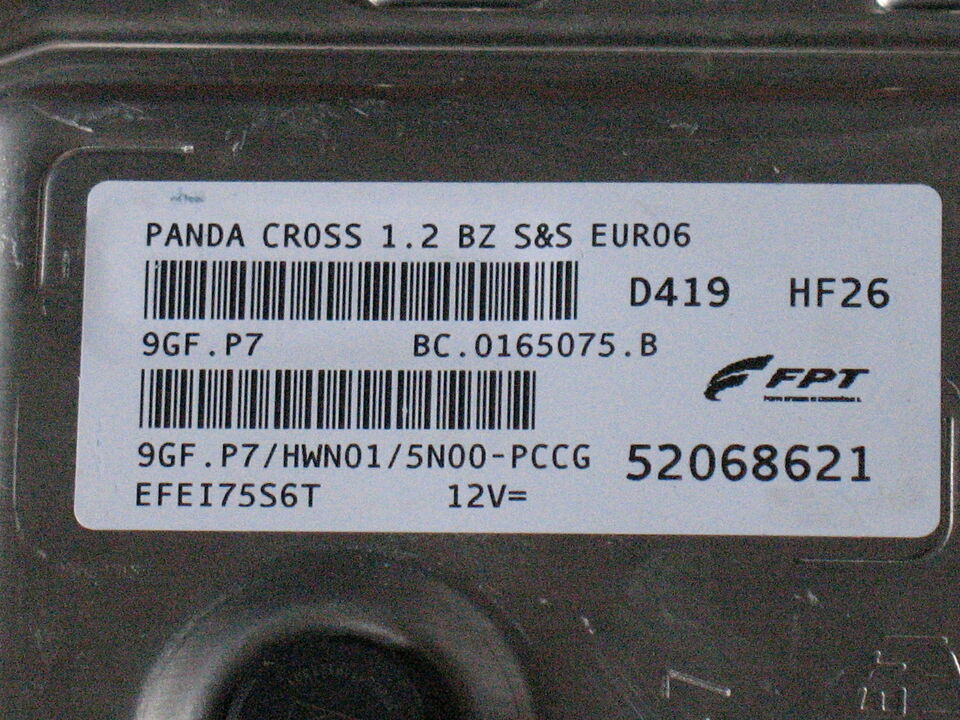 PANDA CROSS 1.2 BZ S&S EURO6
D419 HF26
9GF.P7 BC.0165075.B
FPT
9GF.P7/HWN01/5N00-PCCG 52068621
EFEI75S6T 12V=